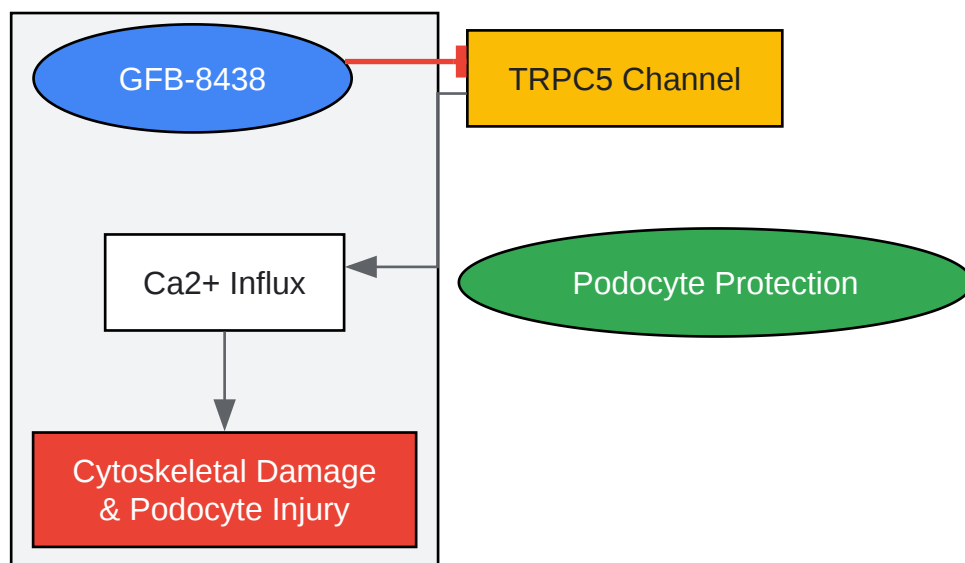 GFB-8438
TRPC5 Channel
Ca2+ Influx
Podocyte Protection
Cytoskeletal Damage
& Podocyte Injury